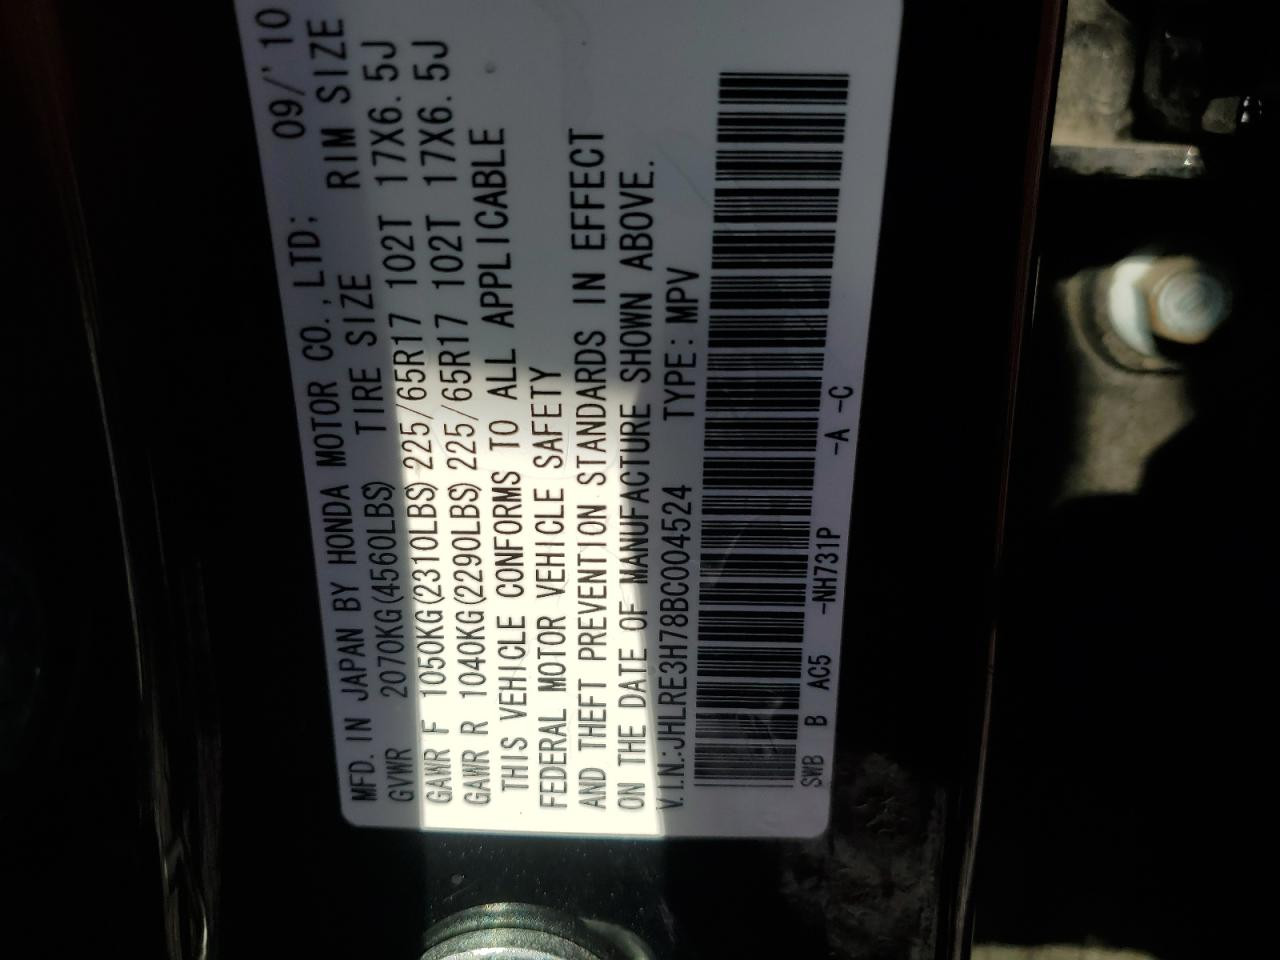 MFD. IN JAPAN BY HONDA MOTOR CO., LTD; 09/'10
GVWR 2070KG(4560LBS) TIRE SIZE RIM SIZE
GAWR F 1050KG(2310LBS) 225/65R17 102T 17X6.5J
GAWR R 1040KG(2290LBS) 225/65R17 102T 17X6.5J
THIS VEHICLE CONFORMS TO ALL APPLICABLE
FEDERAL MOTOR VEHICLE SAFETY
AND THEFT PREVENTION STANDARDS IN EFFECT
ON THE DATE OF MANUFACTURE SHOWN ABOVE.
V.I.N.:JHLRE3H78BC004524 TYPE:MPV
SWB B AC5 -NH731P -A -C